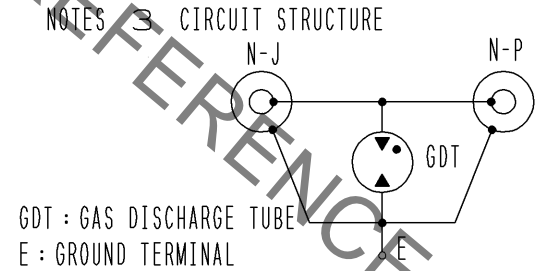 NOTES 3 CIRCUIT STRUCTURE
N-J
N-P
GDT
GDT : GAS DISCHARGE TUBE
E : GROUND TERMINAL
E
REFERENCE